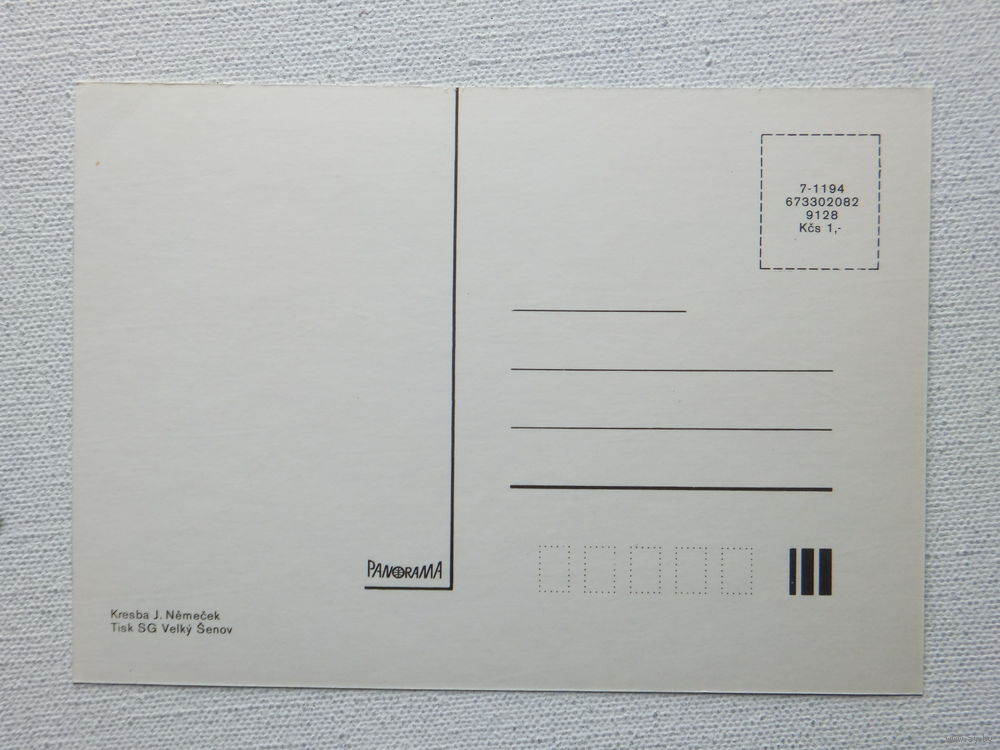 7-1194
673302082
9128
Kčs 1,-
PANORAMA
Kresba J. Němeček
Tisk SG Velký Šenov